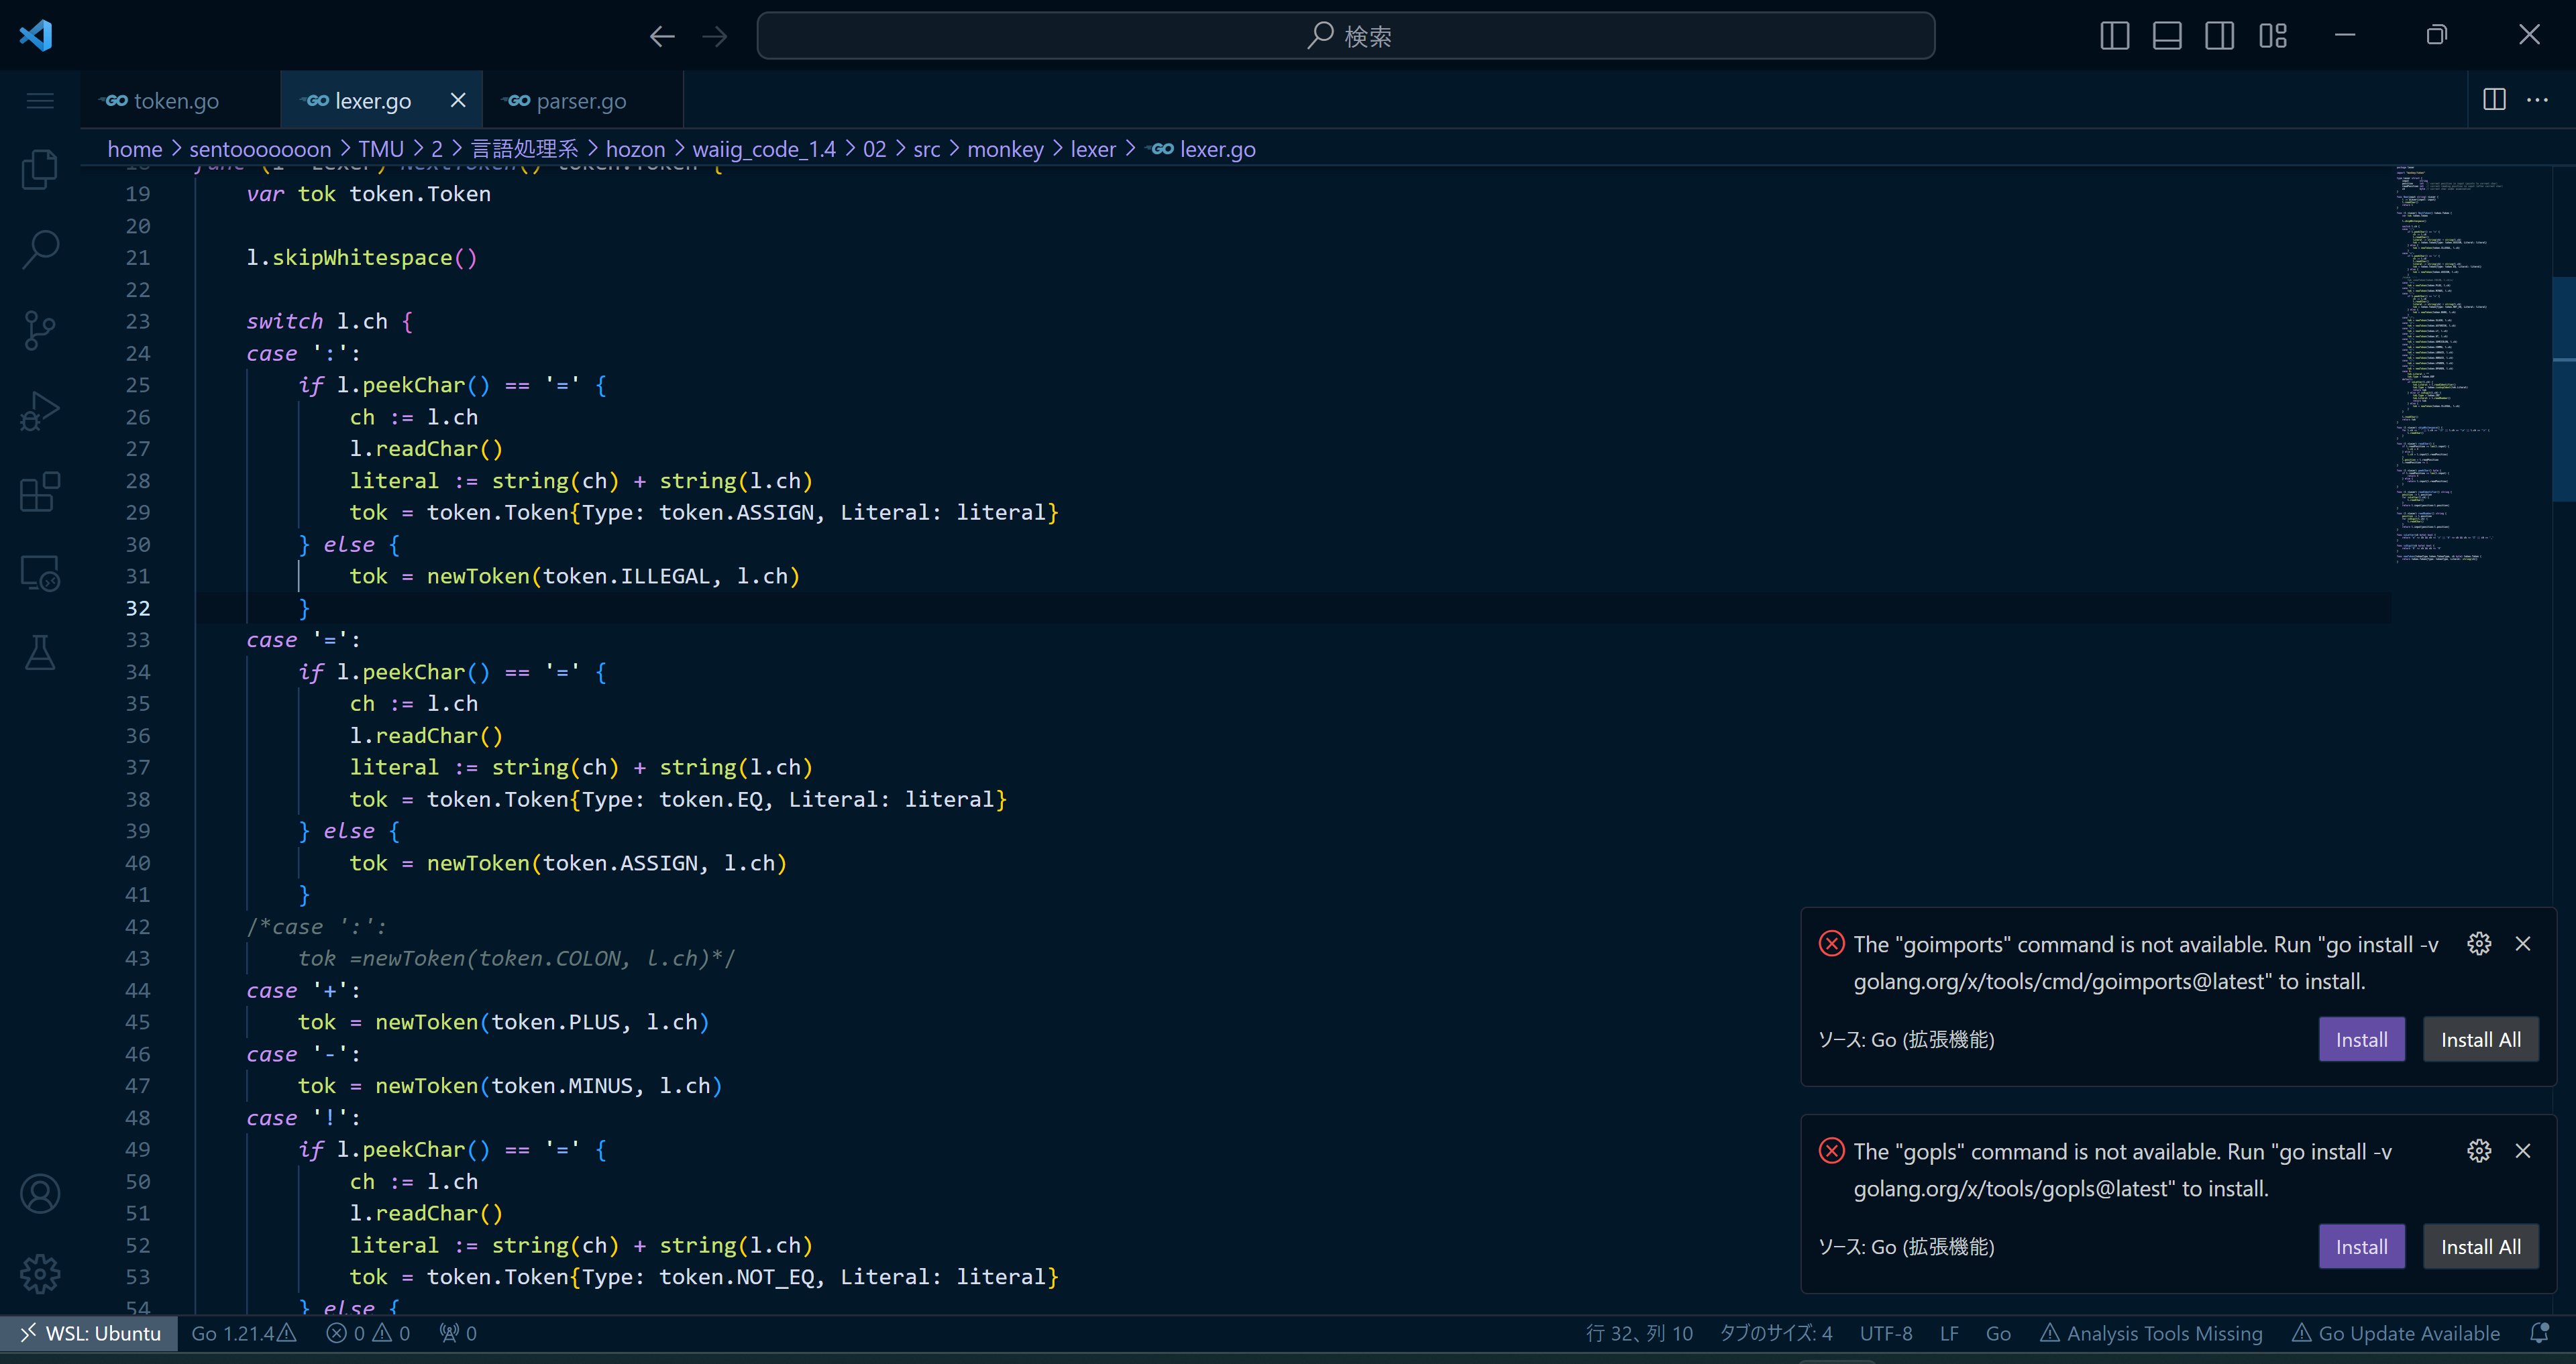 検索
token.go
lexer.go
parser.go
home > sentooooooon > TMU > 2 > 言語処理系 > hozon > waiig_code_1.4 > 02 > src > monkey > lexer > lexer.go
19 var tok token.Token
20
21 l.skipWhitespace()
22
23 switch l.ch {
24 case ':':
25 if l.peekChar() == '=' {
26 ch := l.ch
27 l.readChar()
28 literal := string(ch) + string(l.ch)
29 tok = token.Token{Type: token.ASSIGN, Literal: literal}
30 } else {
31 tok = newToken(token.ILLEGAL, l.ch)
32 }
33 case '=':
34 if l.peekChar() == '=' {
35 ch := l.ch
36 l.readChar()
37 literal := string(ch) + string(l.ch)
38 tok = token.Token{Type: token.EQ, Literal: literal}
39 } else {
40 tok = newToken(token.ASSIGN, l.ch)
41 }
42 /*case ':':
43 tok =newToken(token.COLON, l.ch)*/
44 case '+':
45 tok = newToken(token.PLUS, l.ch)
46 case '-':
47 tok = newToken(token.MINUS, l.ch)
48 case '!':
49 if l.peekChar() == '=' {
50 ch := l.ch
51 l.readChar()
52 literal := string(ch) + string(l.ch)
53 tok = token.Token{Type: token.NOT_EQ, Literal: literal}
54 } else {
The "goimports" command is not available. Run "go install -v
golang.org/x/tools/cmd/goimports@latest" to install.
ソース: Go (拡張機能)
Install
Install All
The "gopls" command is not available. Run "go install -v
golang.org/x/tools/gopls@latest" to install.
ソース: Go (拡張機能)
Install
Install All
WSL: Ubuntu
Go 1.21.4
0 0
0
行 32、列 10
タブのサイズ: 4
UTF-8
LF
Go
Analysis Tools Missing
Go Update Available